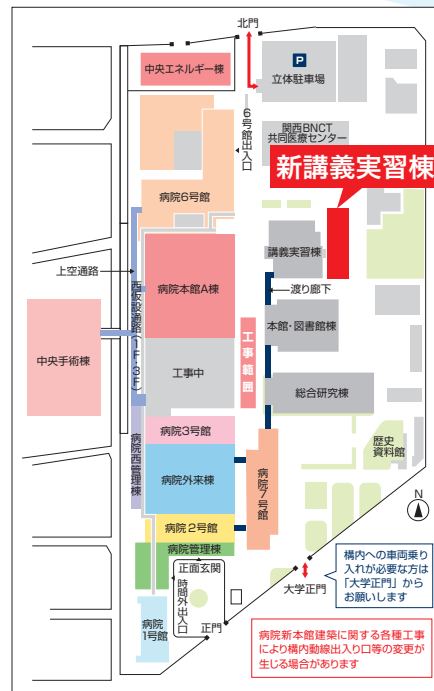 北門
中央エネルギー棟
P
立体駐車場
6号館出入口
関西BNCT
共同医療センター
新講義実習棟
病院6号館
講義実習棟
上空通路
西仮設通路(1F・3F)
病院本館A棟
渡り廊下
本館・図書館棟
中央手術棟
工事中
工事範囲
総合研究棟
病院3号館
病院西管理棟
病院外来棟
病院7号館
歴史
資料館
N
病院2号館
病院管理棟
正面玄関
時間外出入口
大学正門
構内への車両乗り
入れが必要な方は
「大学正門」から
お願いします
病院
1号館
正門
病院新本館建築に関する各種工事
により構内動線出入り口等の変更が
生じる場合があります